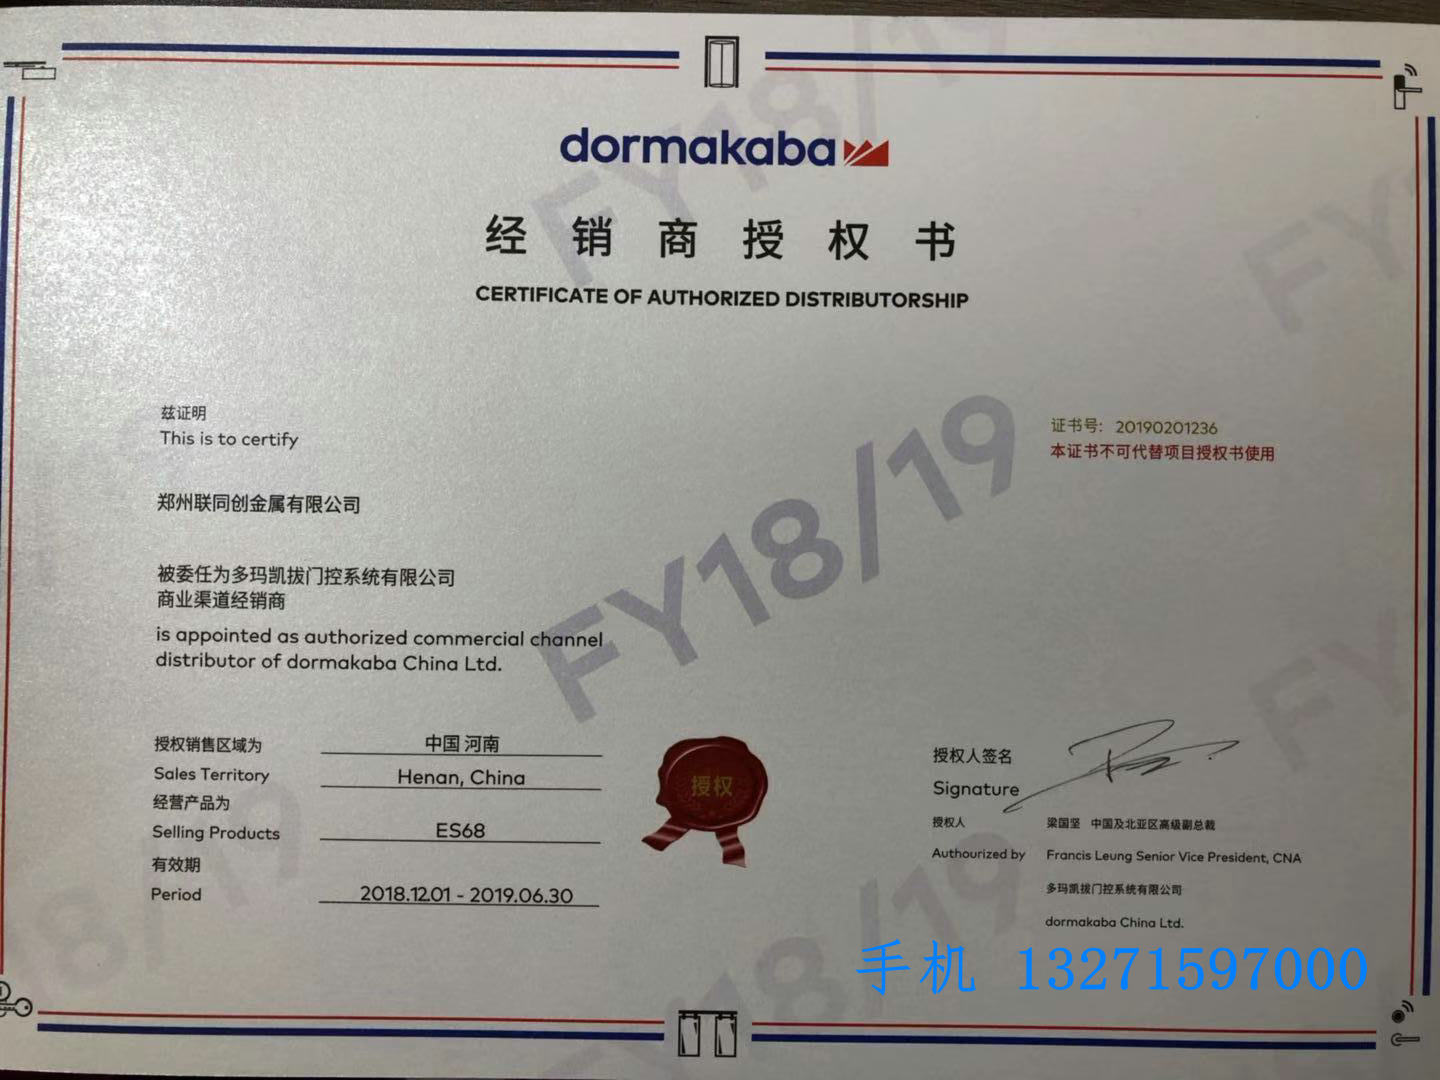 dormakaba
经销商授权书
CERTIFICATE OF AUTHORIZED DISTRIBUTORSHIP
兹证明
This is to certify
证书号: 20190201236
本证书不可代替项目授权书使用
郑州联同创金属有限公司
被委任为多玛凯拔门控系统有限公司
商业渠道经销商
is appointed as authorized commercial channel
distributor of dormakaba China Ltd.
FY18/19
授权销售区域为 中国 河南
Sales Territory Henan, China
经营产品为
Selling Products ES68
有效期
Period 2018.12.01 - 2019.06.30
授权
授权人签名
Signature
授权人 梁国坚 中国及北亚区高级副总裁
Authourized by Francis Leung Senior Vice President, CNA
多玛凯拔门控系统有限公司
dormakaba China Ltd.
手机 13271597000